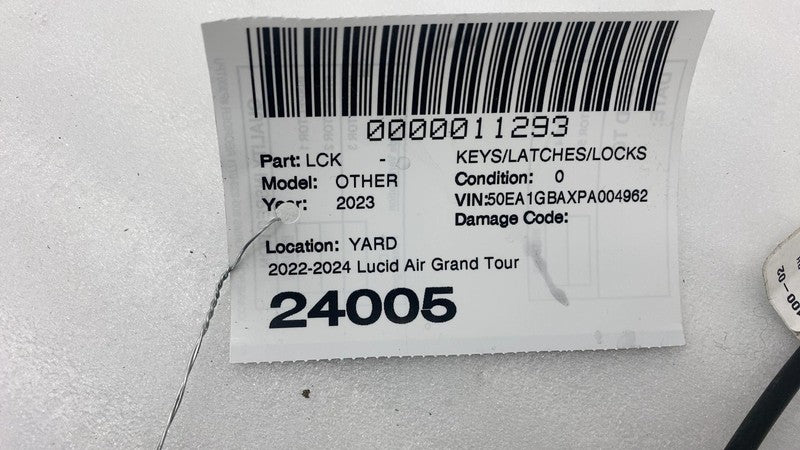 0000011293
Part: LCK - KEYS/LATCHES/LOCKS
Model: OTHER Condition: 0
Year: 2023 VIN:50EA1GBAXPA004962
Damage Code:
Location: YARD
2022-2024 Lucid Air Grand Tour
24005